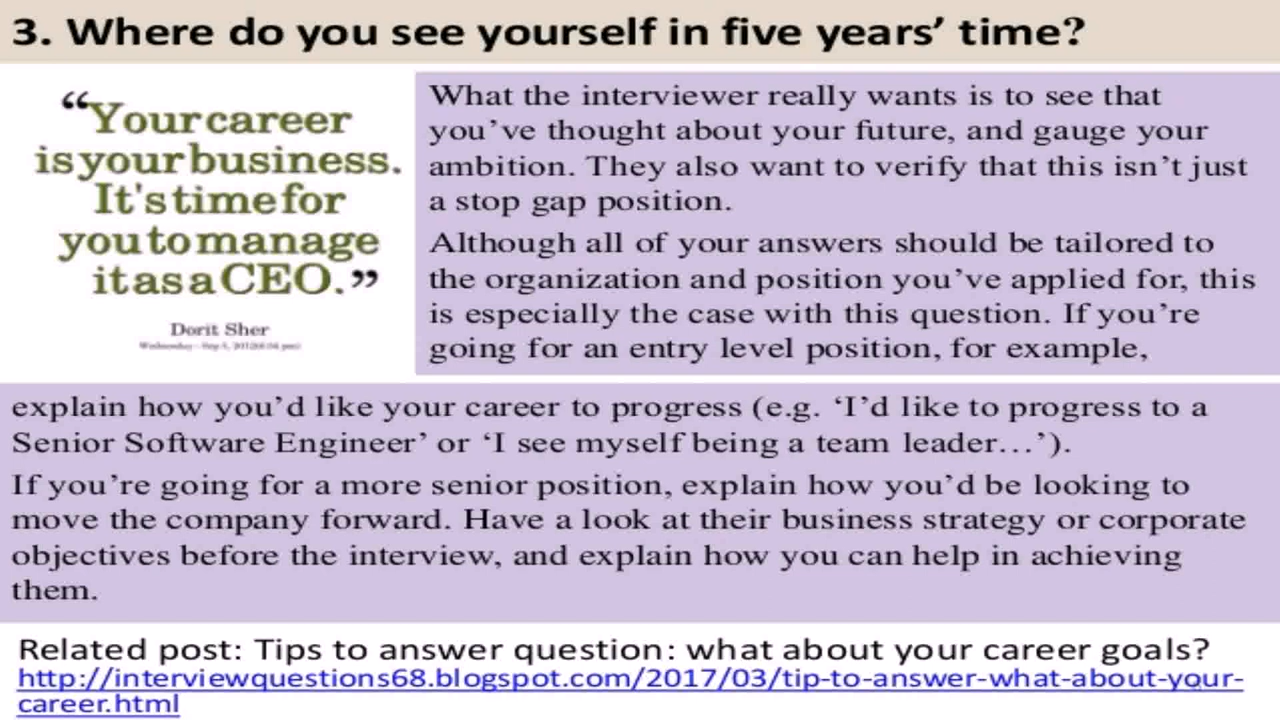 3. Where do you see yourself in five years’ time?
“Your career
is your business.
It's time for
you to manage
it as a CEO.”
Dorit Sher
What the interviewer really wants is to see that
you’ve thought about your future, and gauge your
ambition. They also want to verify that this isn’t just
a stop gap position.
Although all of your answers should be tailored to
the organization and position you’ve applied for, this
is especially the case with this question. If you’re
going for an entry level position, for example,
explain how you’d like your career to progress (e.g. ‘I’d like to progress to a
Senior Software Engineer’ or ‘I see myself being a team leader…’).
If you’re going for a more senior position, explain how you’d be looking to
move the company forward. Have a look at their business strategy or corporate
objectives before the interview, and explain how you can help in achieving
them.
Related post: Tips to answer question: what about your career goals?
http://interviewquestions68.blogspot.com/2017/03/tip-to-answer-what-about-your-
career.html